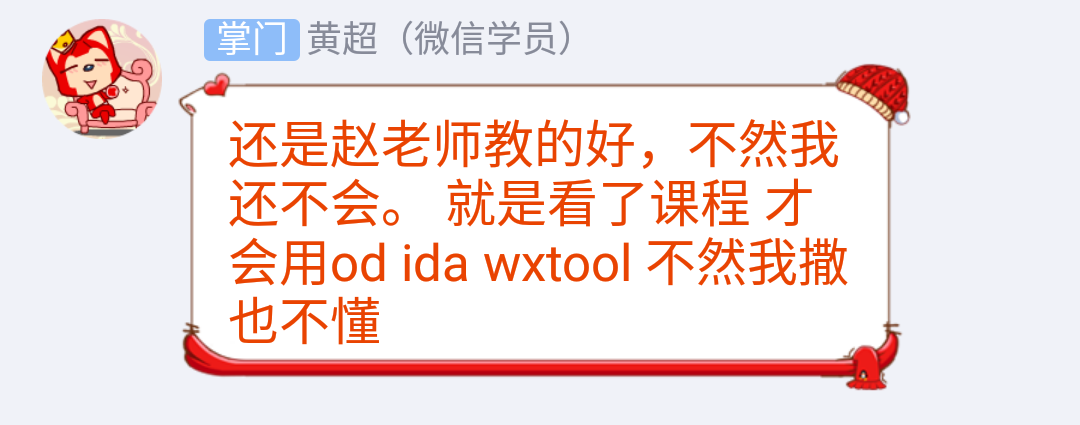 掌门 黄超（微信学员）
还是赵老师教的好，不然我
还不会。 就是看了课程 才
会用od ida wxtool 不然我撒
也不懂